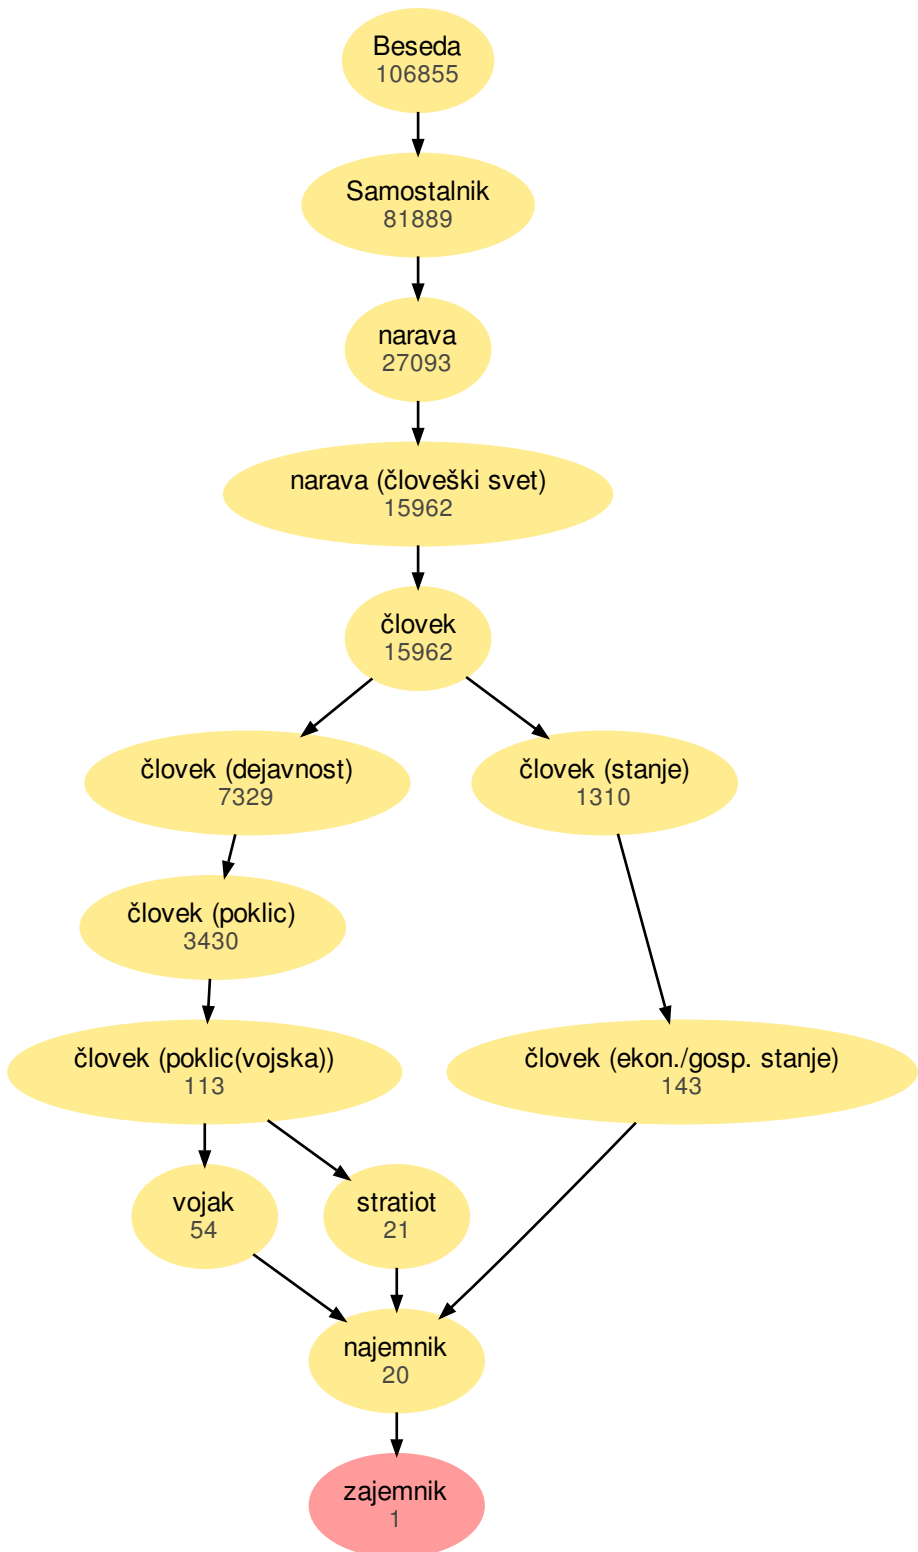 Beseda
106855
Samostalnik
81889
narava
27093
narava (človeški svet)
15962
človek
15962
človek (dejavnost)
7329
človek (stanje)
1310
človek (poklic)
3430
človek (poklic(vojska))
113
človek (ekon./gosp. stanje)
143
vojak
54
stratiot
21
najemnik
20
zajemnik
1